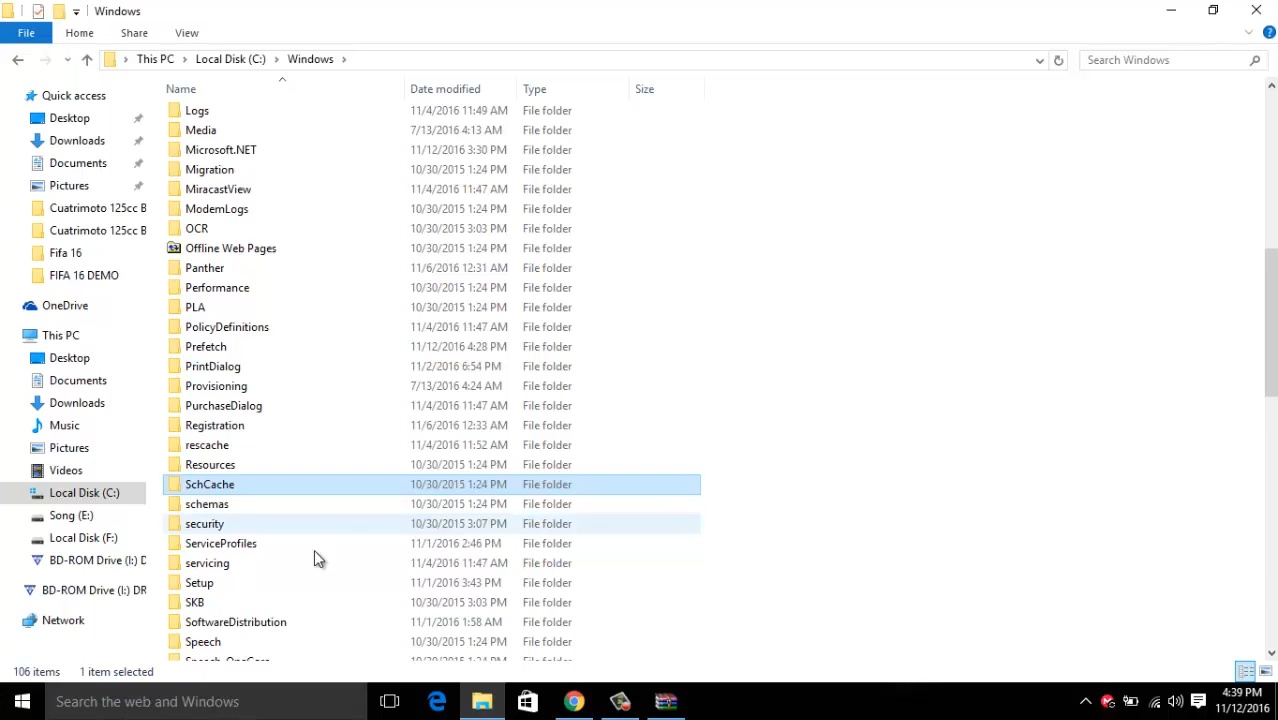 Windows
File Home Share View
This PC Local Disk (C:) Windows
Search Windows
Name Date modified Type Size
Quick access
Desktop
Downloads
Documents
Pictures
Cuatrimoto 125cc B
Cuatrimoto 125cc B
Fifa 16
FIFA 16 DEMO
OneDrive
This PC
Desktop
Documents
Downloads
Music
Pictures
Videos
Local Disk (C:)
Song (E:)
Local Disk (F:)
BD-ROM Drive (I:) D
BD-ROM Drive (I:) DR
Network
Logs 11/4/2016 11:49 AM File folder
Media 7/13/2016 4:13 AM File folder
Microsoft.NET 11/12/2016 3:30 PM File folder
Migration 10/30/2015 1:24 PM File folder
MiracastView 11/4/2016 11:47 AM File folder
ModemLogs 10/30/2015 1:24 PM File folder
OCR 10/30/2015 3:03 PM File folder
Offline Web Pages 10/30/2015 1:24 PM File folder
Panther 11/6/2016 12:31 AM File folder
Performance 10/30/2015 1:24 PM File folder
PLA 10/30/2015 1:24 PM File folder
PolicyDefinitions 11/4/2016 11:47 AM File folder
Prefetch 11/12/2016 4:28 PM File folder
PrintDialog 11/2/2016 6:54 PM File folder
Provisioning 7/13/2016 4:24 AM File folder
PurchaseDialog 11/4/2016 11:47 AM File folder
Registration 11/6/2016 12:33 AM File folder
rescache 11/4/2016 11:52 AM File folder
Resources 10/30/2015 1:24 PM File folder
SchCache 10/30/2015 1:24 PM File folder
schemas 10/30/2015 1:24 PM File folder
security 10/30/2015 3:07 PM File folder
ServiceProfiles 11/1/2016 2:46 PM File folder
servicing 11/4/2016 11:47 AM File folder
Setup 11/1/2016 3:43 PM File folder
SKB 10/30/2015 3:03 PM File folder
SoftwareDistribution 11/1/2016 1:58 AM File folder
Speech 10/30/2015 1:24 PM File folder
106 items 1 item selected
Search the web and Windows
4:39 PM
11/12/2016